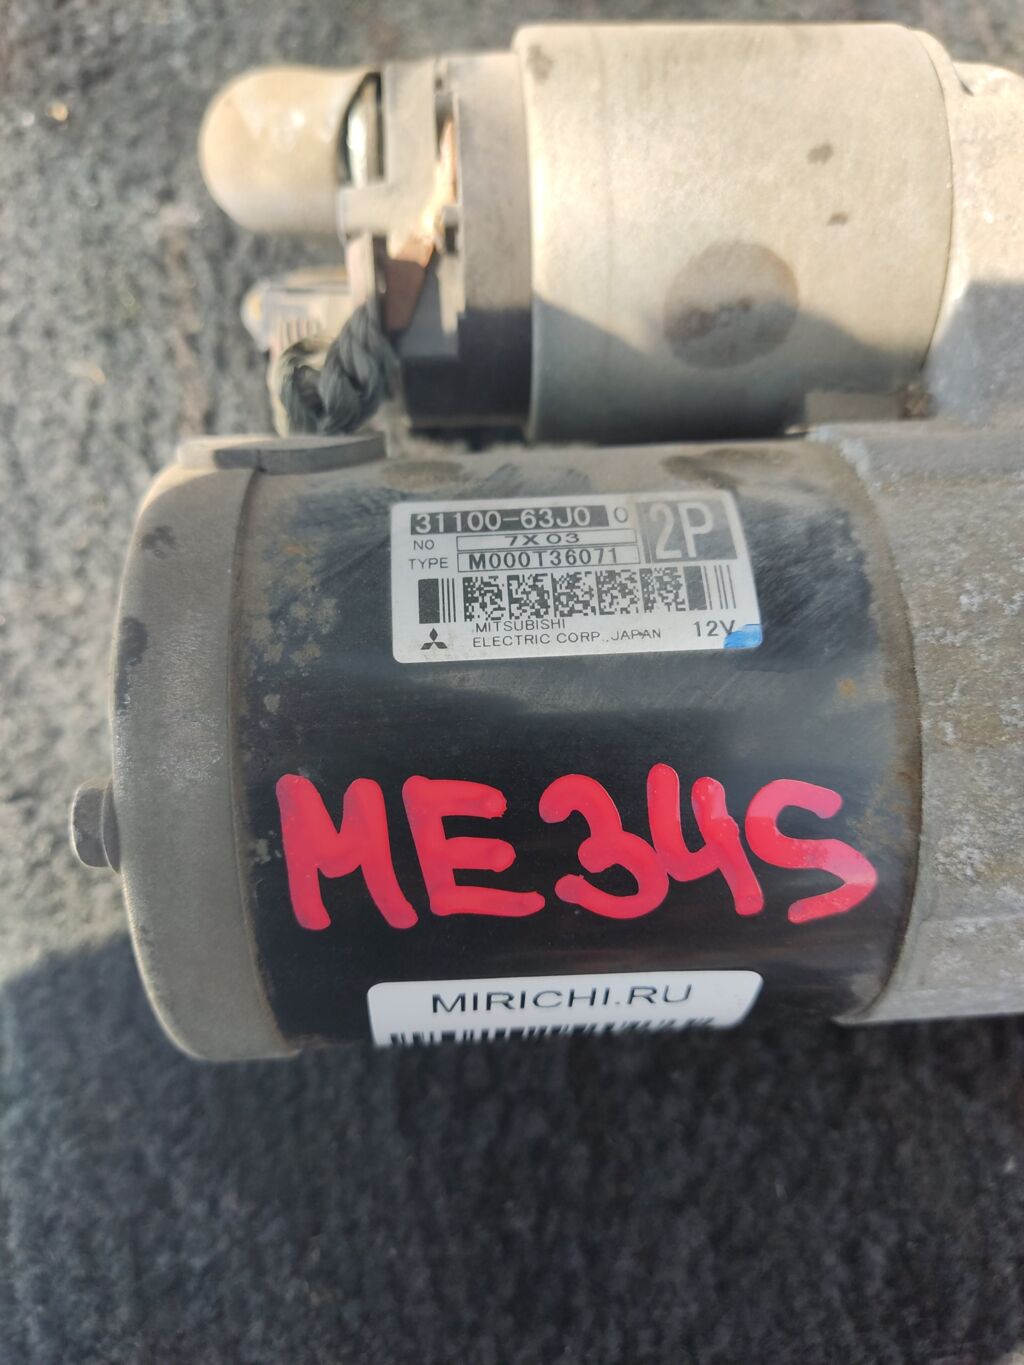 31100-63J0 0
2P
NO 7X03
TYPE M000T36071
MITSUBISHI
ELECTRIC CORP., JAPAN 12V
ME34S
MIRICHI.RU